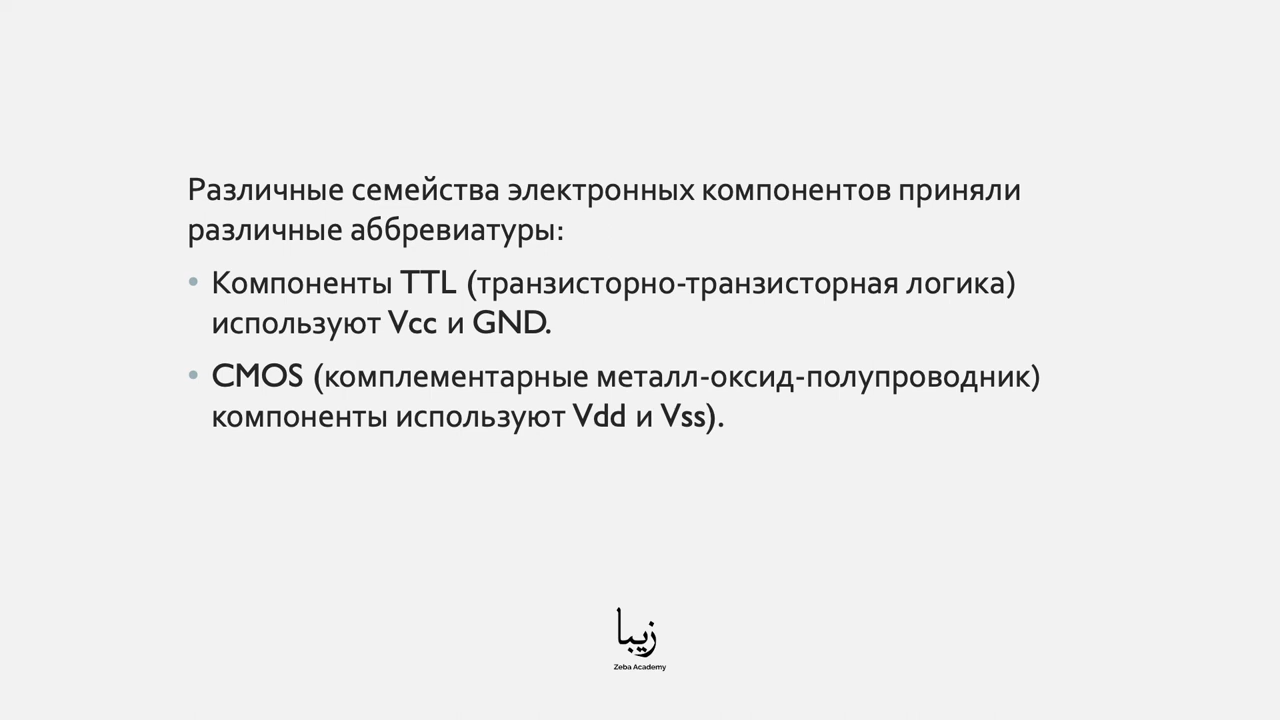 Различные семейства электронных компонентов приняли
различные аббревиатуры:
• Компоненты TTL (транзисторно-транзисторная логика)
используют Vcc и GND.
• CMOS (комплементарные металл-оксид-полупроводник)
компоненты используют Vdd и Vss).
زیبا
Zeba Academy